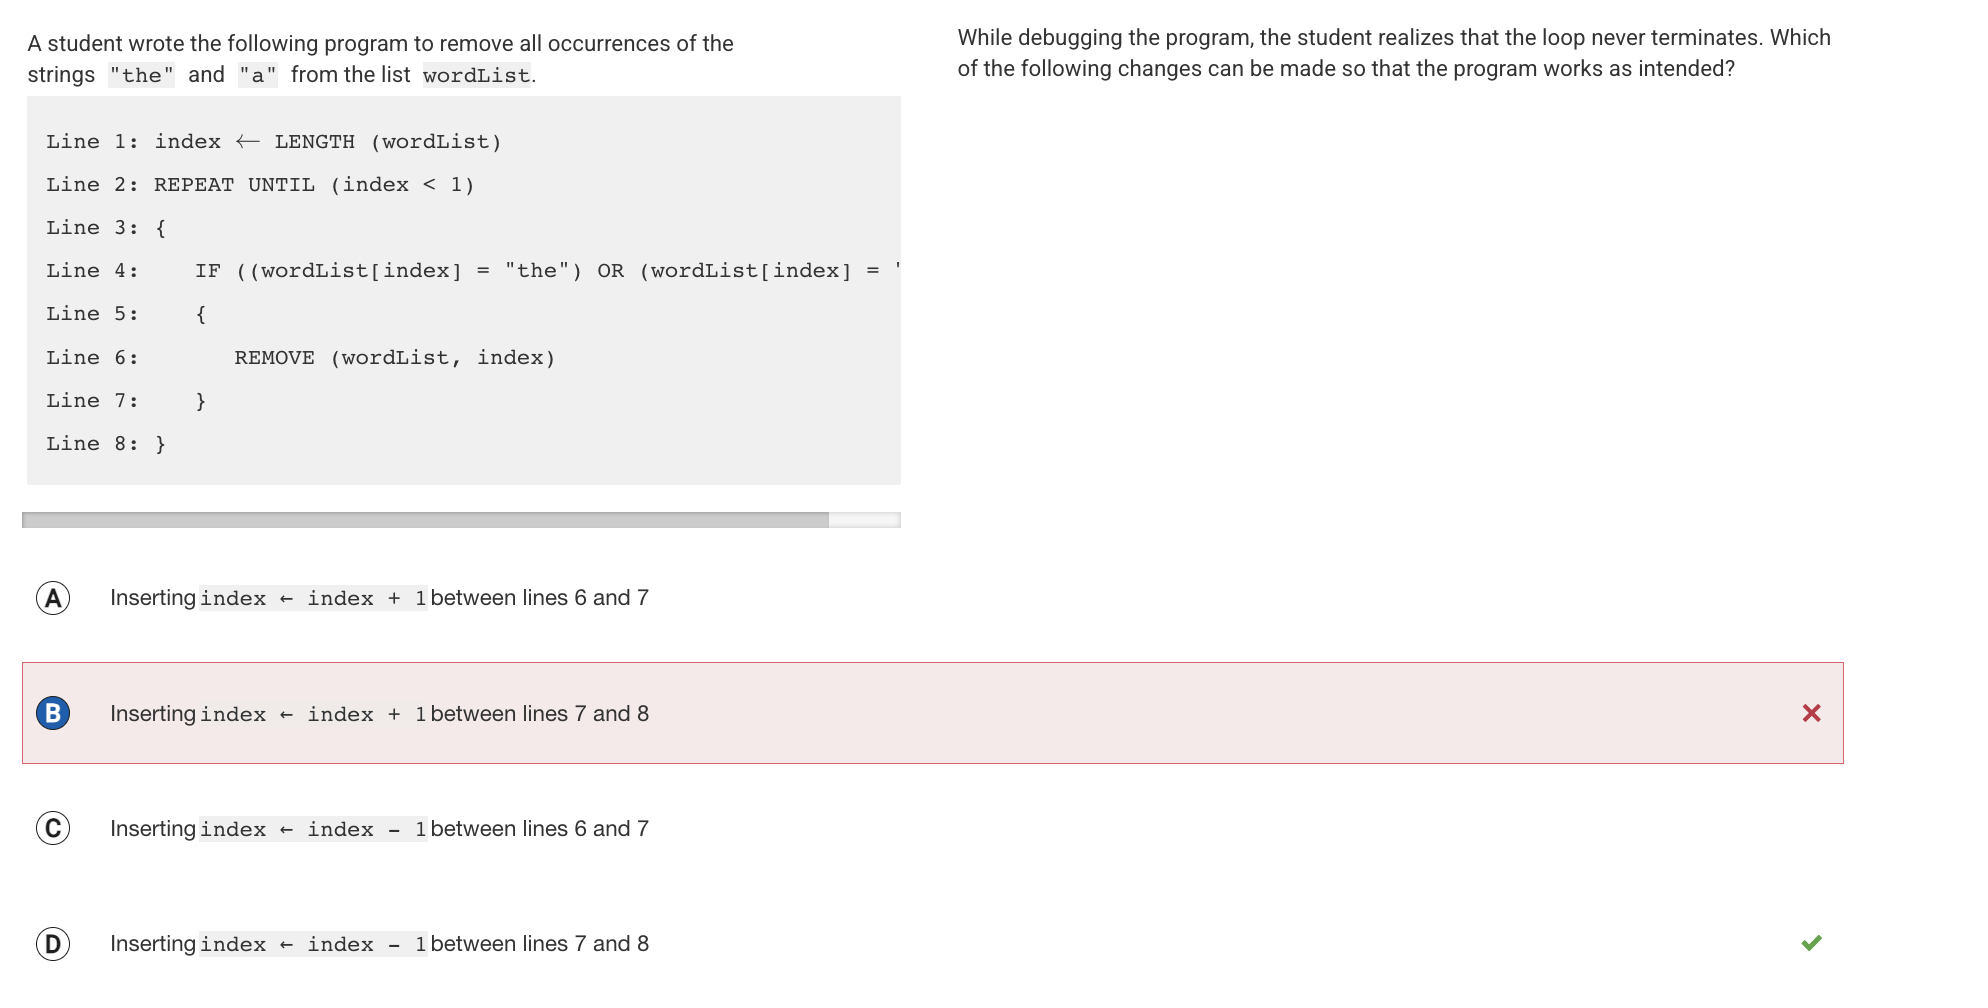 A student wrote the following program to remove all occurrences of the
strings "the" and "a" from the list wordList.
Line 1: index ← LENGTH (wordList)
Line 2: REPEAT UNTIL (index < 1)
Line 3: {
Line 4: IF ((wordList[index] = "the") OR (wordList[index] = '
Line 5: {
Line 6: REMOVE (wordList, index)
Line 7: }
Line 8: }
While debugging the program, the student realizes that the loop never terminates. Which
of the following changes can be made so that the program works as intended?
A Inserting index ← index + 1 between lines 6 and 7
B Inserting index ← index + 1 between lines 7 and 8
C Inserting index ← index - 1 between lines 6 and 7
D Inserting index ← index - 1 between lines 7 and 8